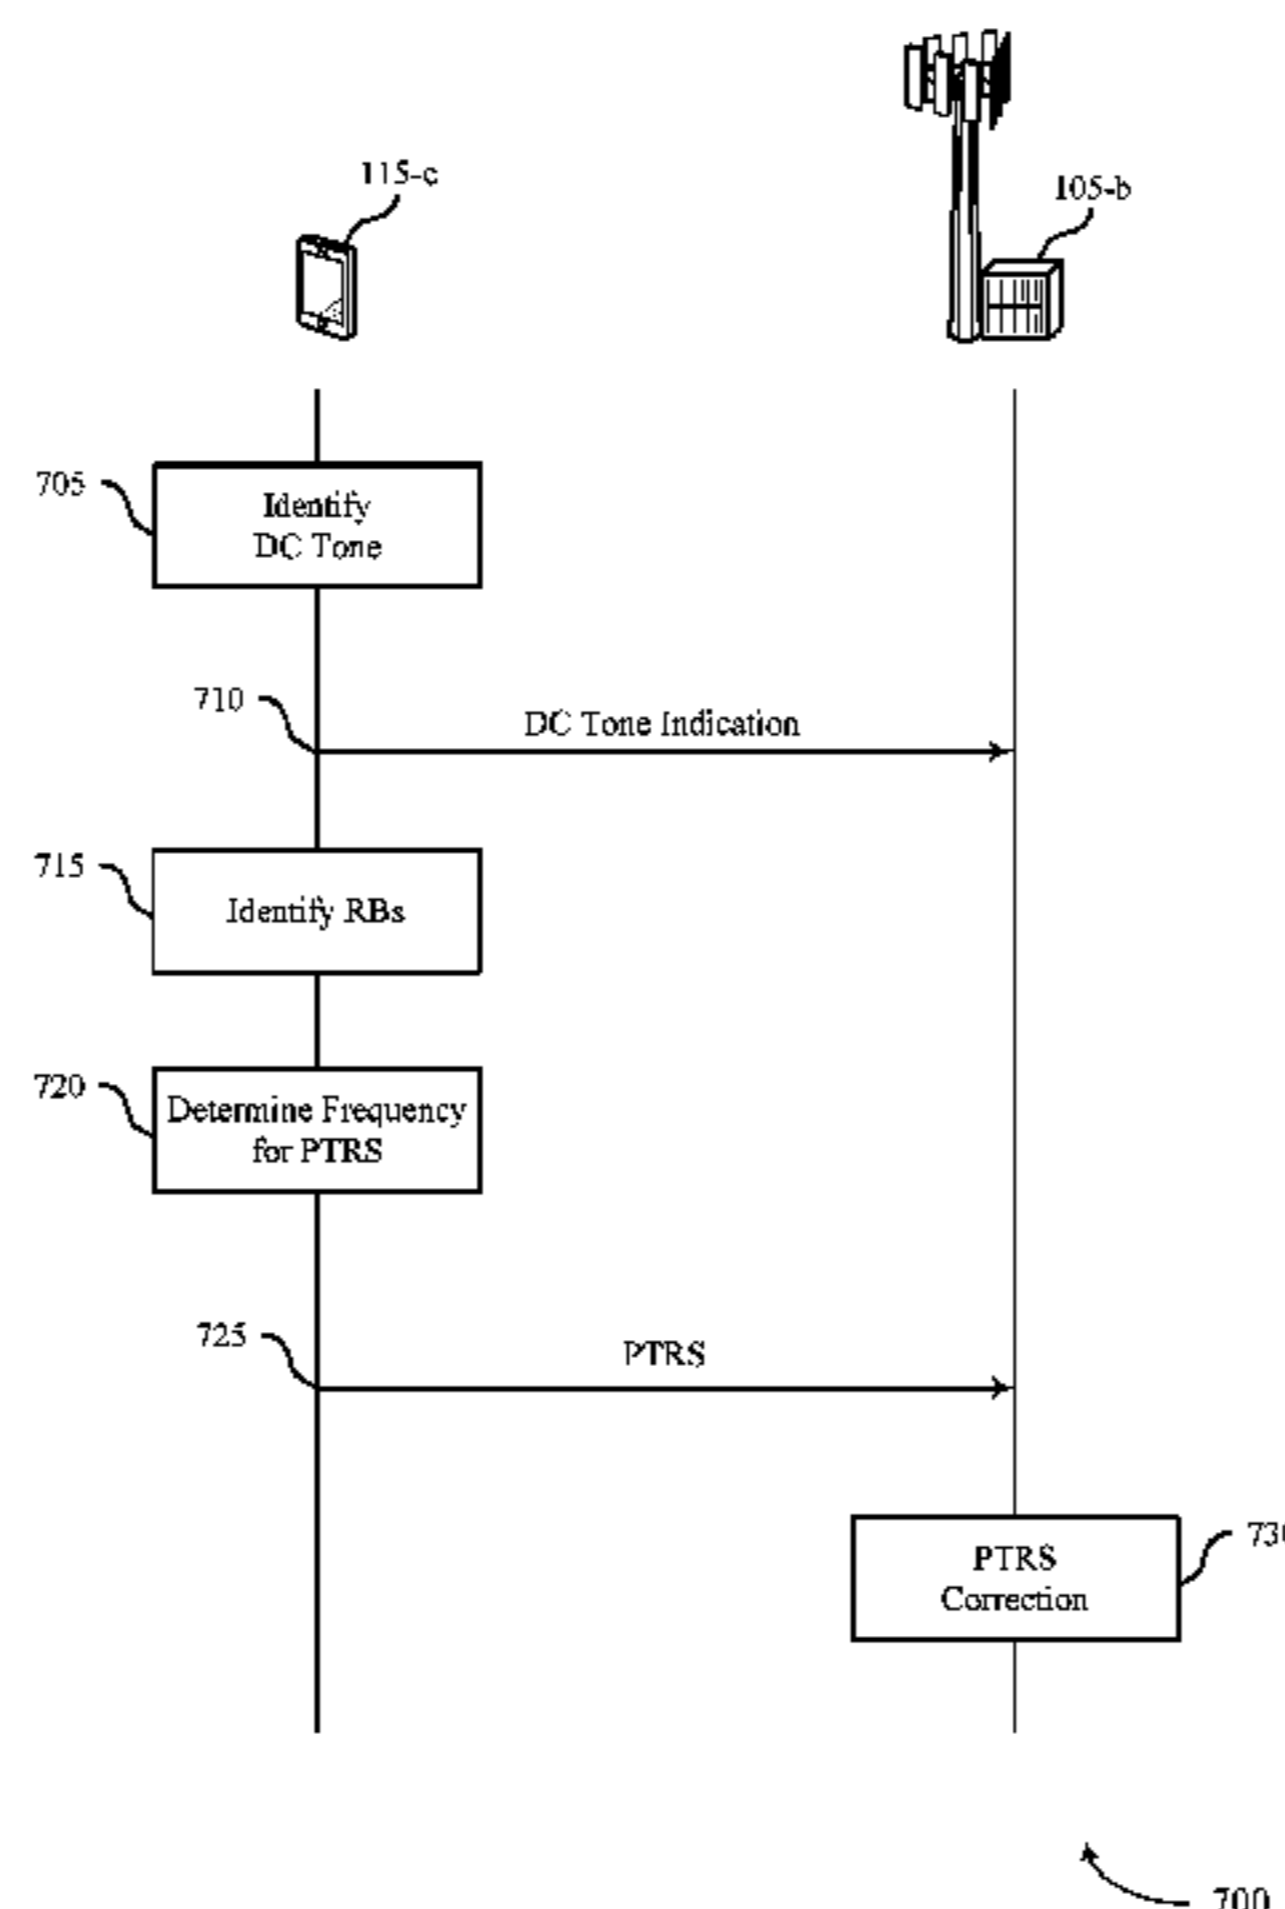 115-c
105-b
705
Identify
DC Tone
710
DC Tone Indication
715
Identify RBs
720
Determine Frequency
for PTRS
725
PTRS
730
PTRS
Correction
700